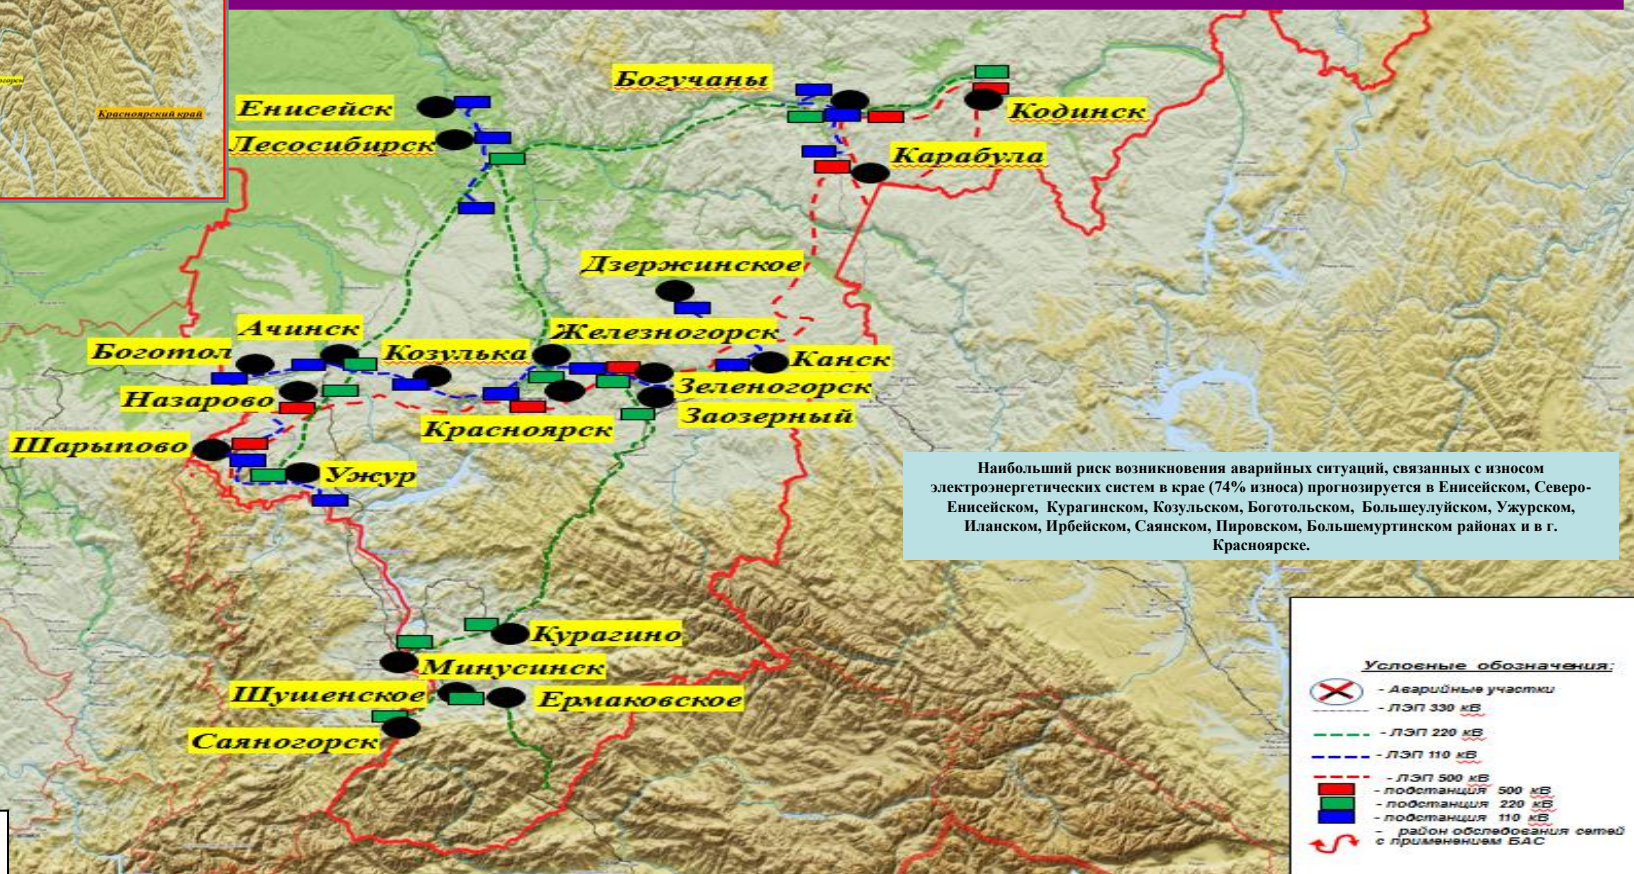 Красноярский край
Богучаны
Енисейск
Кодинск
Лесосибирск
Карабула
Дзержинское
Ачинск
Железногорск
Боготол
Козулька
Канск
Назарово
Зеленогорск
Заозерный
Красноярск
Шарыпово
Ужур
Наибольший риск возникновения аварийных ситуаций, связанных с износом
электроэнергетических систем в крае (74% износа) прогнозируется в Енисейском, Северо-
Енисейском, Курагинском, Козульском, Боготольском, Большеулуйском, Ужурском,
Иланском, Ирбейском, Саянском, Пировском, Большемуртинском районах и в г.
Красноярске.
Курагино
Минусинск
Шушенское
Ермаковское
Саяногорск
Условные обозначения:
- Аварийные участки
- ЛЭП 330 кВ
- ЛЭП 220 кВ
- ЛЭП 110 кВ
- ЛЭП 500 кВ
- подстанция 500 кВ
- подстанция 220 кВ
- подстанция 110 кВ
- район обследования сетей
с применением БАС